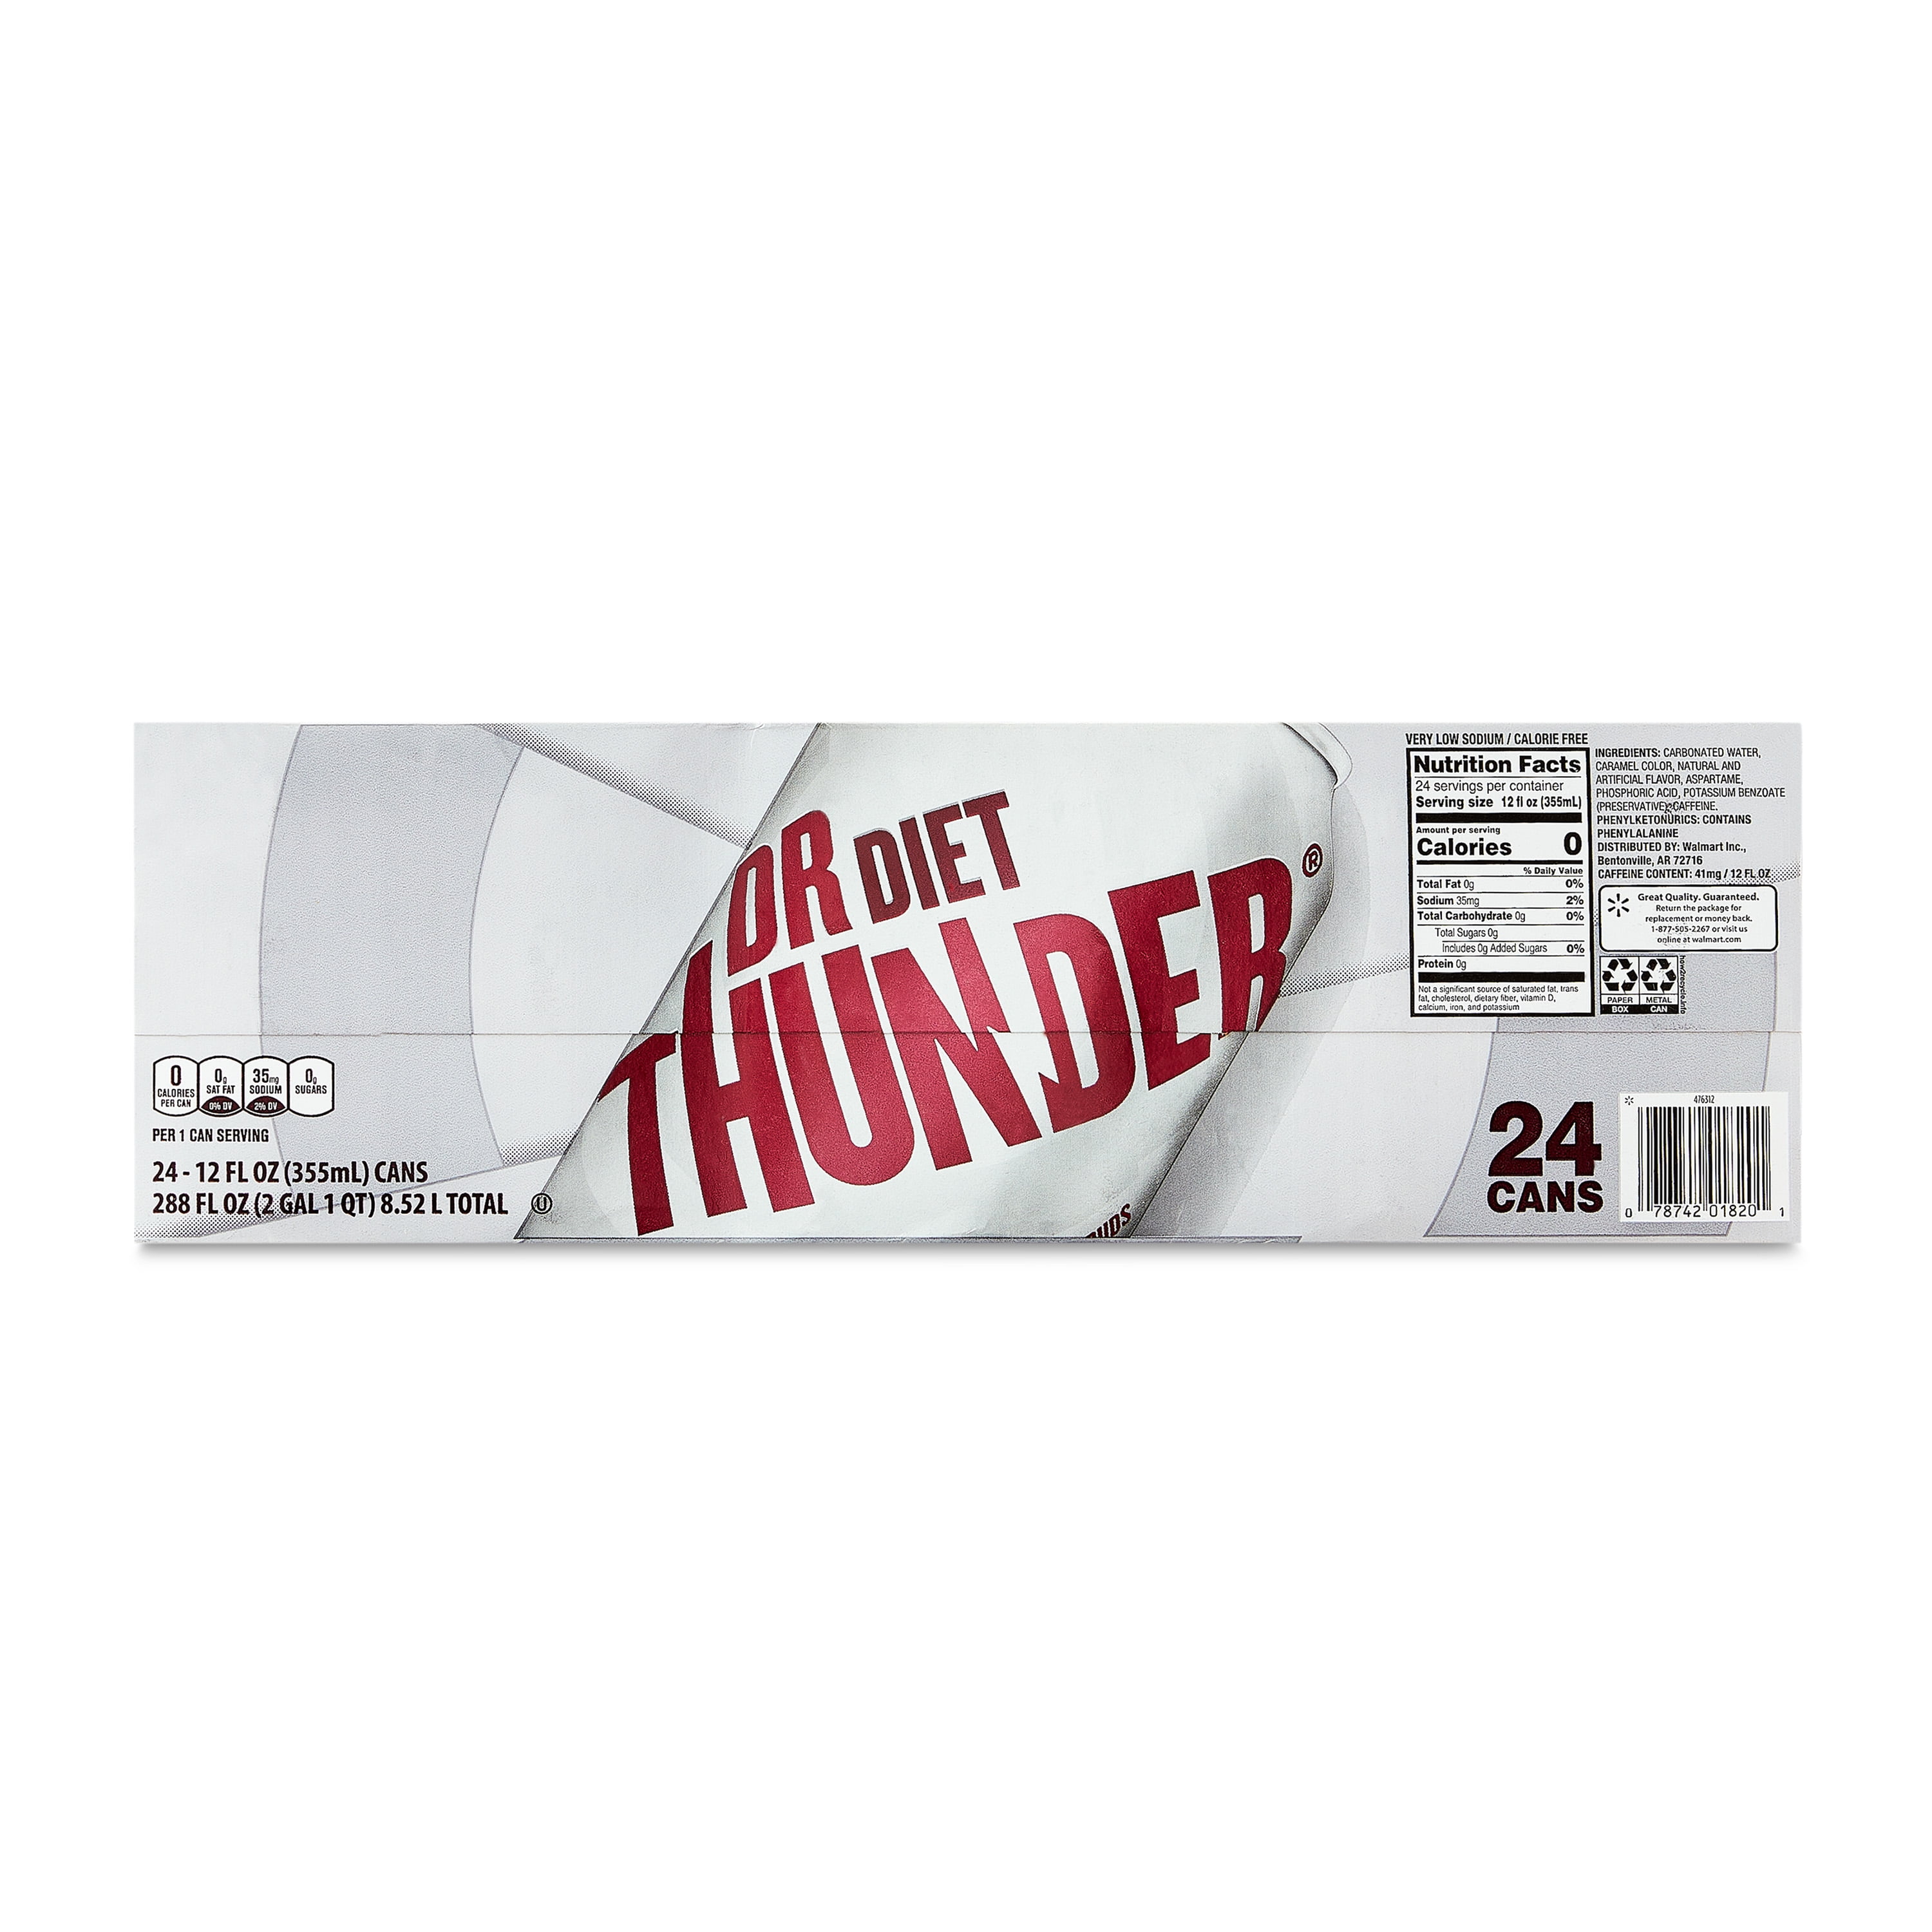 DR DIET
THUNDER®
VERY LOW SODIUM / CALORIE FREE
Nutrition Facts
24 servings per container
Serving size 12 fl oz (355mL)
Amount per serving
Calories 0
% Daily Value
Total Fat 0g 0%
Sodium 35mg 2%
Total Carbohydrate 0g 0%
Total Sugars 0g
Includes 0g Added Sugars 0%
Protein 0g
Not a significant source of saturated fat, trans
fat, cholesterol, dietary fiber, vitamin D,
calcium, iron, and potassium
INGREDIENTS: CARBONATED WATER,
CARAMEL COLOR, NATURAL AND
ARTIFICIAL FLAVOR, ASPARTAME,
PHOSPHORIC ACID, POTASSIUM BENZOATE
(PRESERVATIVE), CAFFEINE.
PHENYLKETONURICS: CONTAINS
PHENYLALANINE
DISTRIBUTED BY: Walmart Inc.,
Bentonville, AR 72716
CAFFEINE CONTENT: 41mg / 12 FL OZ
Great Quality. Guaranteed.
Return the package for
replacement or money back.
1-877-505-2267 or visit us
online at walmart.com
PAPER METAL
BOX CAN
how2recycle.info
0 0g 35mg 0g
CALORIES SAT FAT SODIUM SUGARS
PER CAN 0% DV 2% DV
PER 1 CAN SERVING
24 - 12 FL OZ (355mL) CANS
288 FL OZ (2 GAL 1 QT) 8.52 L TOTAL U
24
CANS
476312
0 78742 01820 1